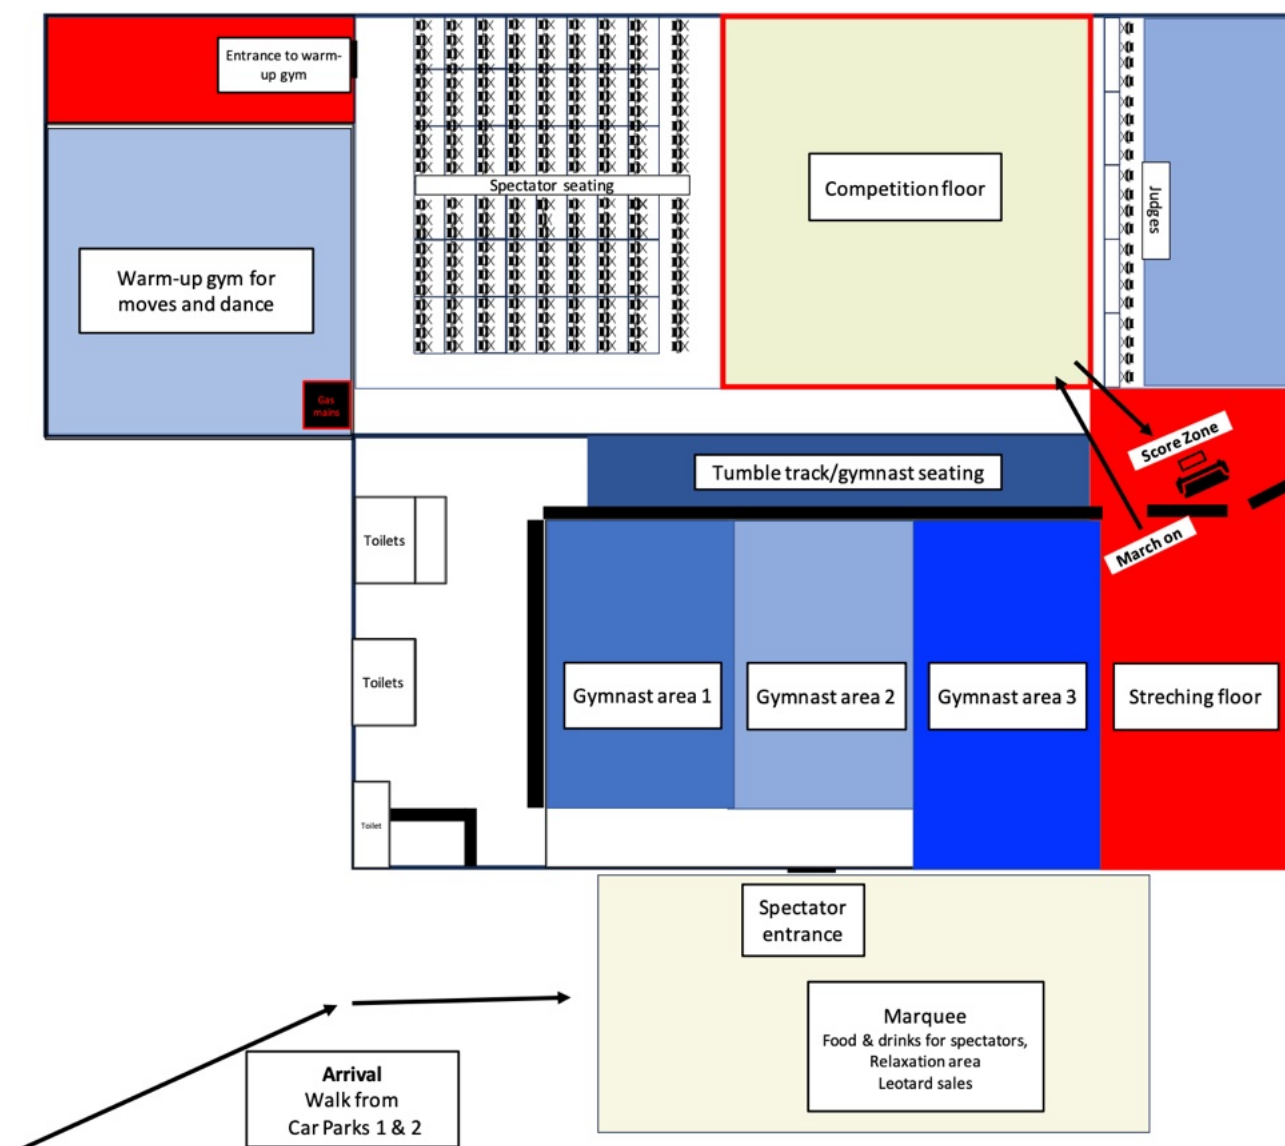 Entrance to warm-
up gym
Spectator seating
Competition floor
Judges
Warm-up gym for
moves and dance
Gas
mains
Score Zone
Tumble track/gymnast seating
March on
Toilets
Toilets
Gymnast area 1
Gymnast area 2
Gymnast area 3
Streching floor
Toilet
Spectator
entrance
Marquee
Food & drinks for spectators,
Relaxation area
Leotard sales
Arrival
Walk from
Car Parks 1 & 2